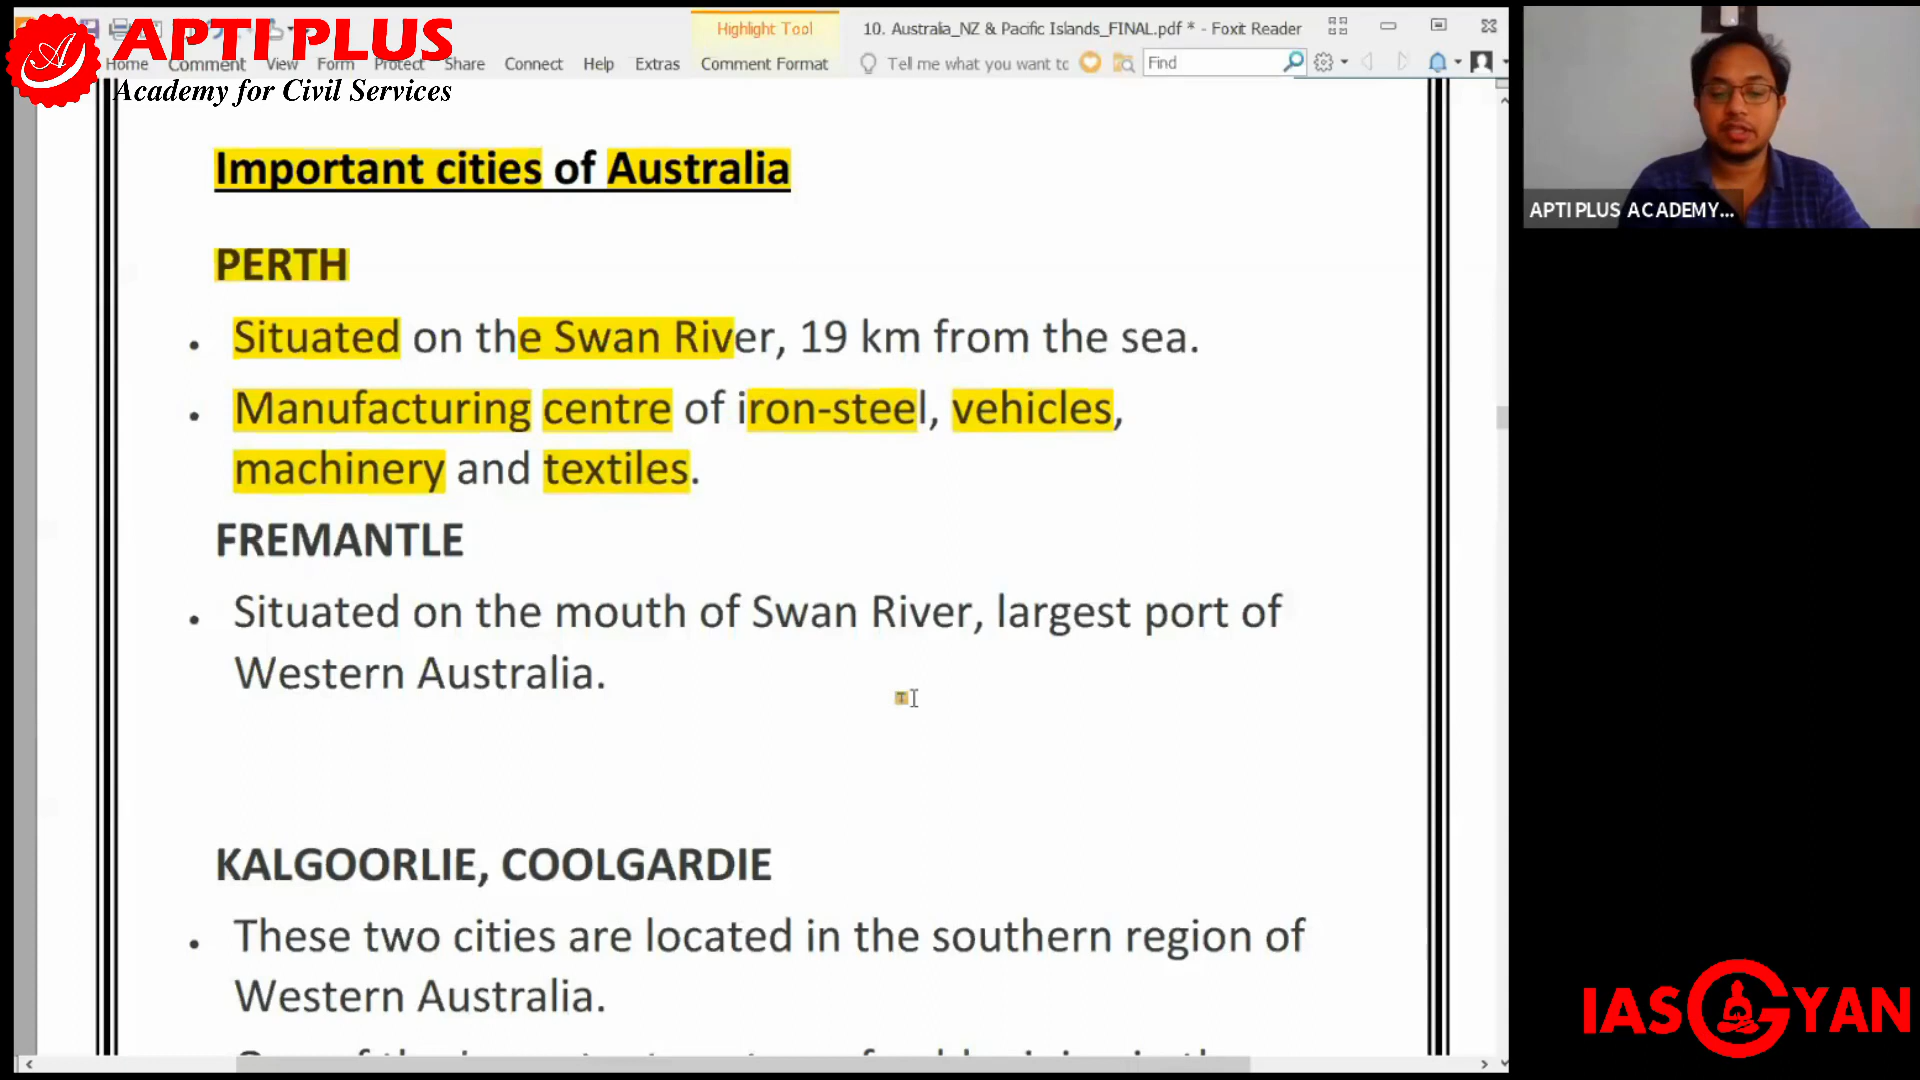 APTI PLUS
Academy for Civil Services
Highlight Tool
10. Australia_NZ & Pacific Islands_FINAL.pdf * - Foxit Reader
Home Comment View Form Protect Share Connect Help Extras Comment Format Tell me what you want to Find
Important cities of Australia
PERTH
• Situated on the Swan River, 19 km from the sea.
• Manufacturing centre of iron-steel, vehicles,
machinery and textiles.
FREMANTLE
• Situated on the mouth of Swan River, largest port of
Western Australia.
KALGOORLIE, COOLGARDIE
• These two cities are located in the southern region of
Western Australia.
APTI PLUS ACADEMY...
IAS GYAN